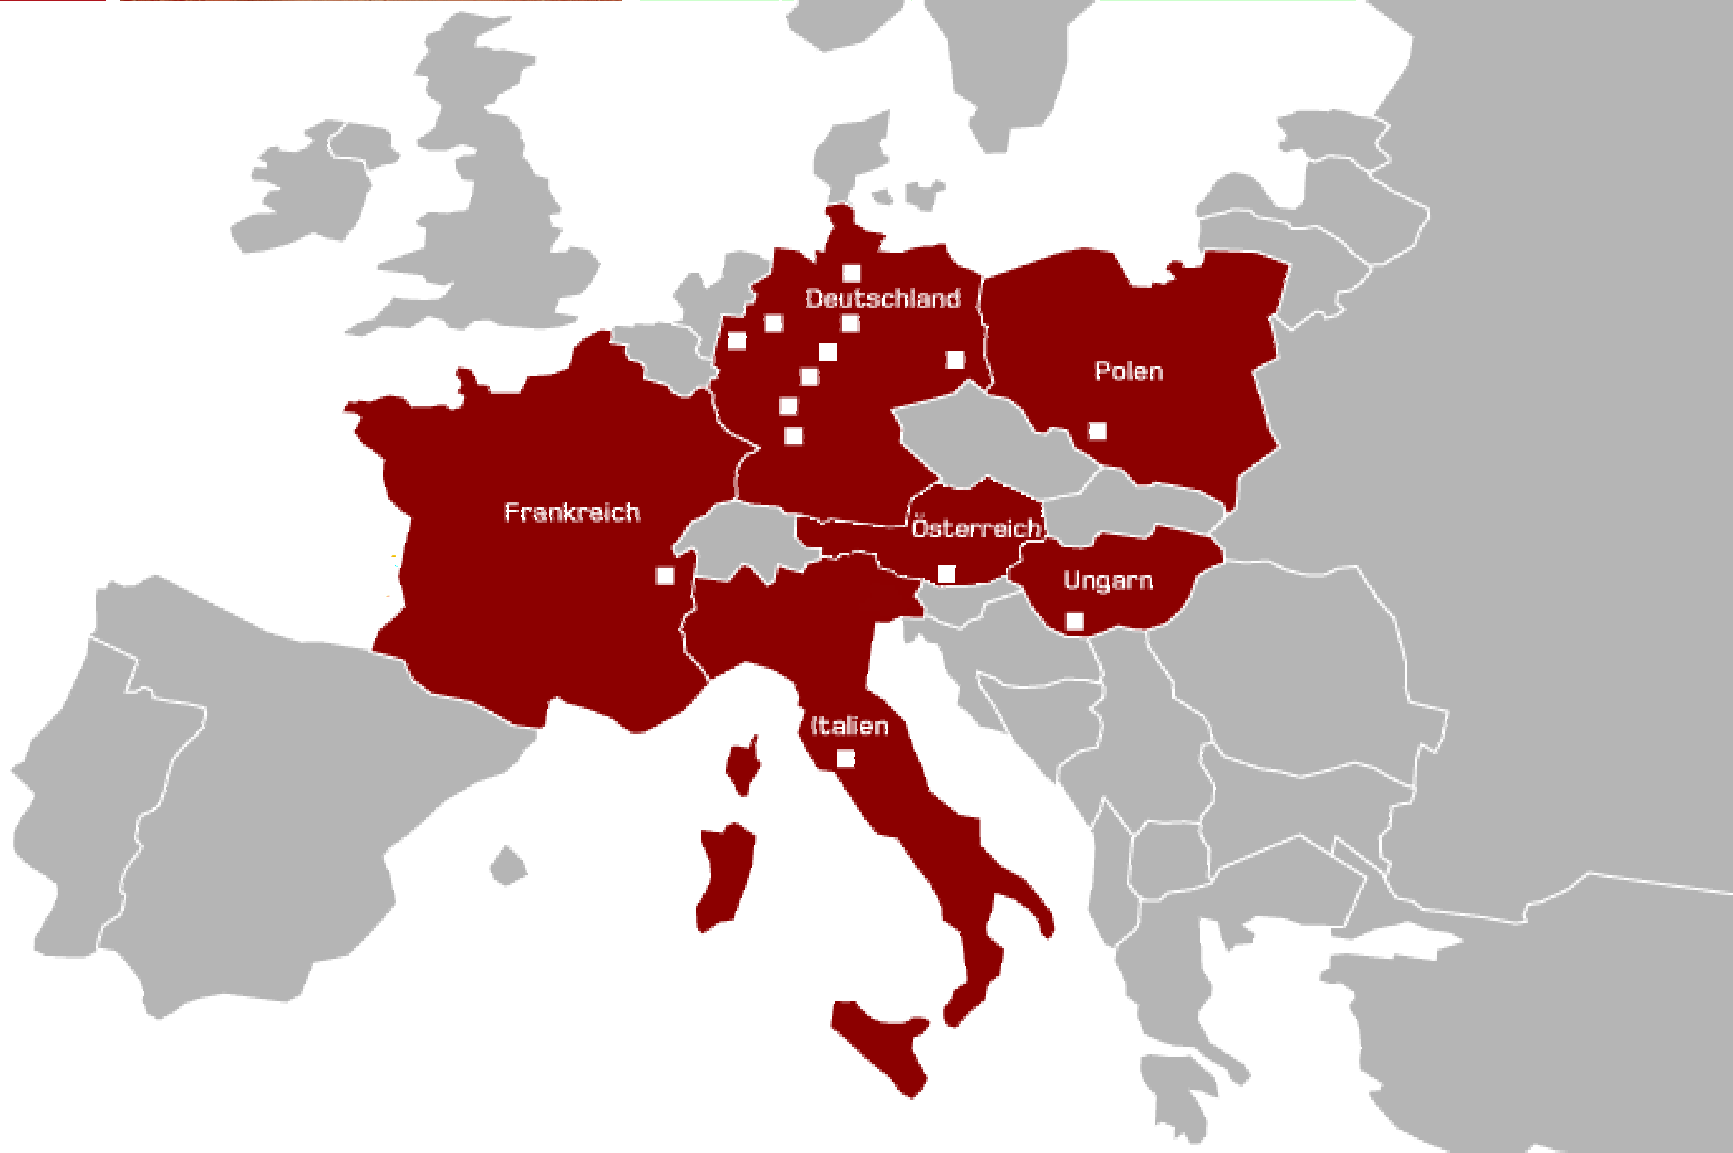 Deutschland
Polen
Frankreich
Österreich
Ungarn
Italien